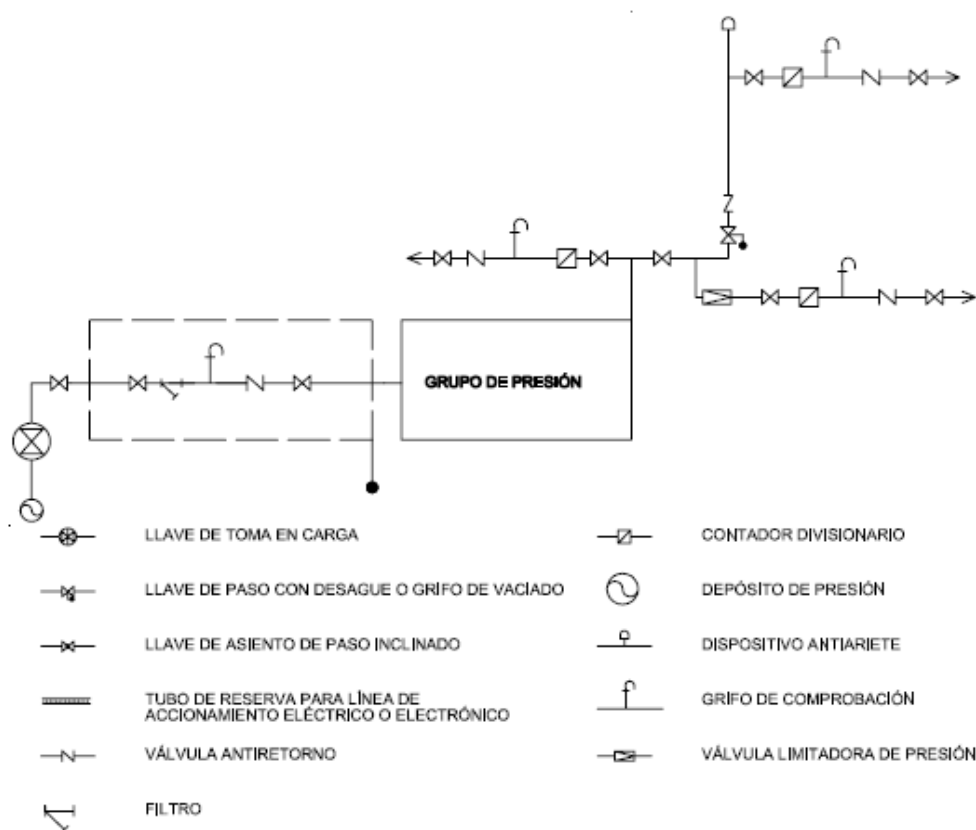 GRUPO DE PRESIÓN
LLAVE DE TOMA EN CARGA
LLAVE DE PASO CON DESAGUE O GRÍFO DE VACIADO
LLAVE DE ASIENTO DE PASO INCLINADO
TUBO DE RESERVA PARA LÍNEA DE
ACCIONAMIENTO ELÉCTRICO O ELECTRÓNICO
VÁLVULA ANTIRETORNO
FILTRO
CONTADOR DIVISIONARIO
DEPÓSITO DE PRESIÓN
DISPOSITIVO ANTIARIETE
GRÍFO DE COMPROBACIÓN
VÁLVULA LIMITADORA DE PRESIÓN